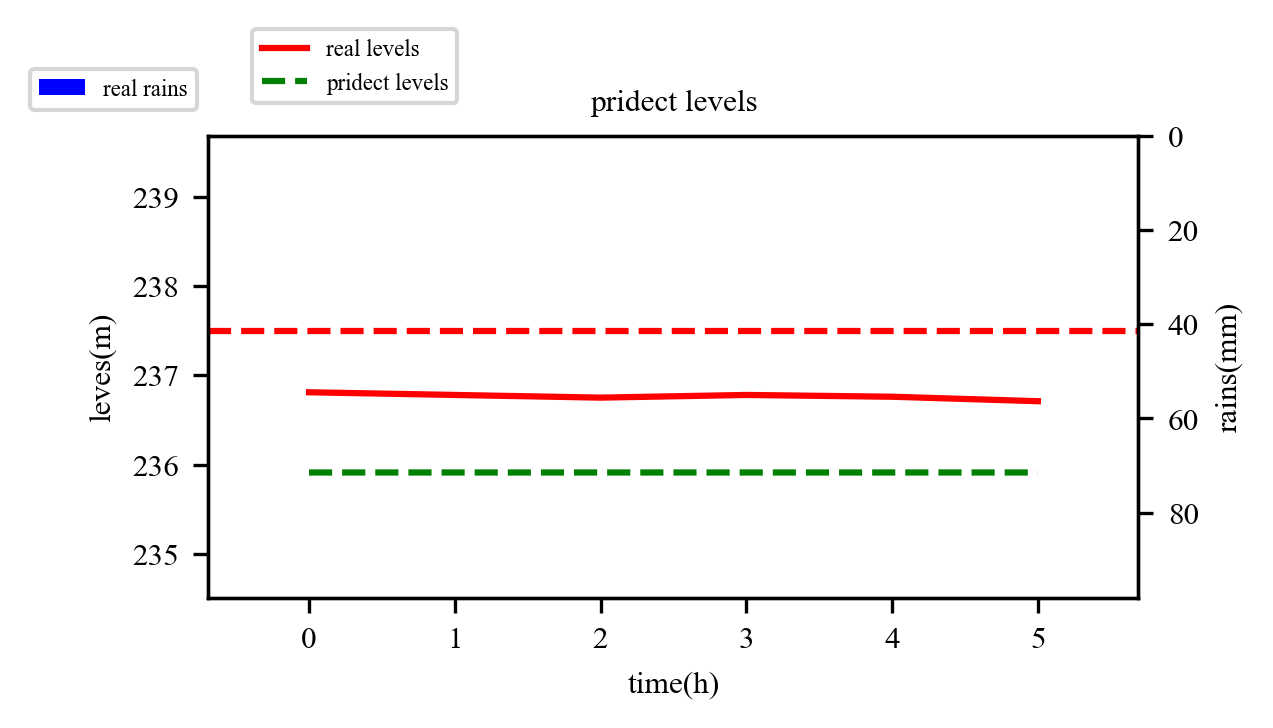 real levels
pridect levels
real rains
pridect levels
239
238
237
236
235
leves(m)
0
20
40
60
80
rains(mm)
0 1 2 3 4 5
time(h)